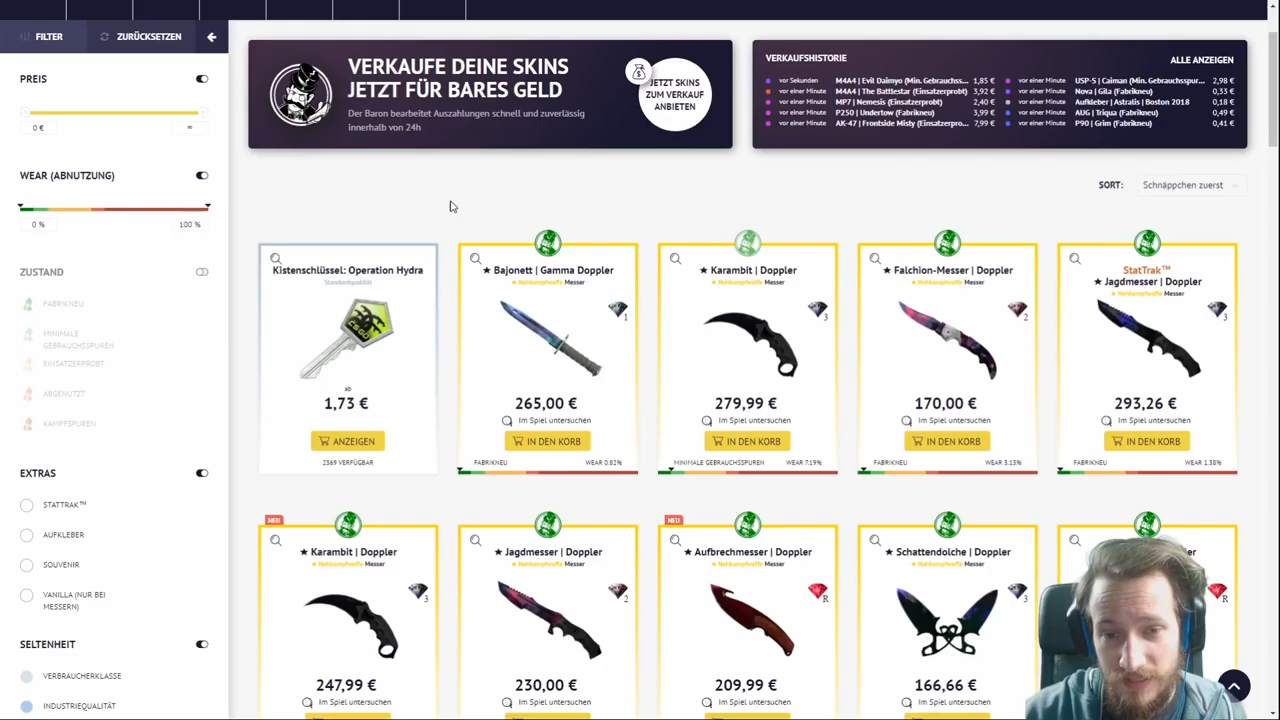 FILTER
ZURÜCKSETZEN
PREIS
0 €
∞
WEAR (ABNUTZUNG)
0 %
100 %
ZUSTAND
FABRIKNEU
MINIMALE
GEBRAUCHSSPUREN
EINSATZERPROBT
ABGENUTZT
KAMPFSPUREN
EXTRAS
STATTRAK™
AUFKLEBER
SOUVENIR
VANILLA (NUR BEI
MESSERN)
SELTENHEIT
VERBRAUCHERKLASSE
INDUSTRIEQUALITÄT
VERKAUFE DEINE SKINS
JETZT FÜR BARES GELD
Der Baron bearbeitet Auszahlungen schnell und zuverlässig
innerhalb von 24h
JETZT SKINS
ZUM VERKAUF
ANBIETEN
VERKAUFSHISTORIE
ALLE ANZEIGEN
vor Sekunden M4A4 | Evil Daimyo (Min. Gebrauchss... 1,85 €
vor einer Minute M4A4 | The Battlestar (Einsatzerprobt) 3,92 €
vor einer Minute MP7 | Nemesis (Einsatzerprobt) 2,40 €
vor einer Minute P250 | Undertow (Fabrikneu) 3,99 €
vor einer Minute AK-47 | Frontside Misty (Einsatzerpro... 7,99 €
vor einer Minute USP-S | Caiman (Min. Gebrauchsspur... 2,98 €
vor einer Minute Nova | Gila (Fabrikneu) 0,33 €
vor einer Minute Aufkleber | Astralis | Boston 2018 0,18 €
vor einer Minute AUG | Triqua (Fabrikneu) 0,49 €
vor einer Minute P90 | Grim (Fabrikneu) 0,41 €
SORT:
Schnäppchen zuerst
Kistenschlüssel: Operation Hydra
Standardqualität
CS:GO
ab
1,73 €
ANZEIGEN
2369 VERFÜGBAR
★ Bajonett | Gamma Doppler
★ Nahkampfwaffe Messer
1
265,00 €
Im Spiel untersuchen
IN DEN KORB
FABRIKNEU WEAR 0.82%
★ Karambit | Doppler
★ Nahkampfwaffe Messer
3
279,99 €
Im Spiel untersuchen
IN DEN KORB
MINIMALE GEBRAUCHSSPUREN WEAR 7.19%
★ Falchion-Messer | Doppler
★ Nahkampfwaffe Messer
2
170,00 €
Im Spiel untersuchen
IN DEN KORB
FABRIKNEU WEAR 3.13%
StatTrak™
★ Jagdmesser | Doppler
★ Nahkampfwaffe Messer
3
293,26 €
Im Spiel untersuchen
IN DEN KORB
FABRIKNEU WEAR 1.38%
NEU
★ Karambit | Doppler
★ Nahkampfwaffe Messer
3
247,99 €
Im Spiel untersuchen
★ Jagdmesser | Doppler
★ Nahkampfwaffe Messer
2
230,00 €
Im Spiel untersuchen
NEU
★ Aufbrechmesser | Doppler
★ Nahkampfwaffe Messer
R
209,99 €
Im Spiel untersuchen
★ Schattendolche | Doppler
★ Nahkampfwaffe Messer
3
166,66 €
Im Spiel untersuchen
R